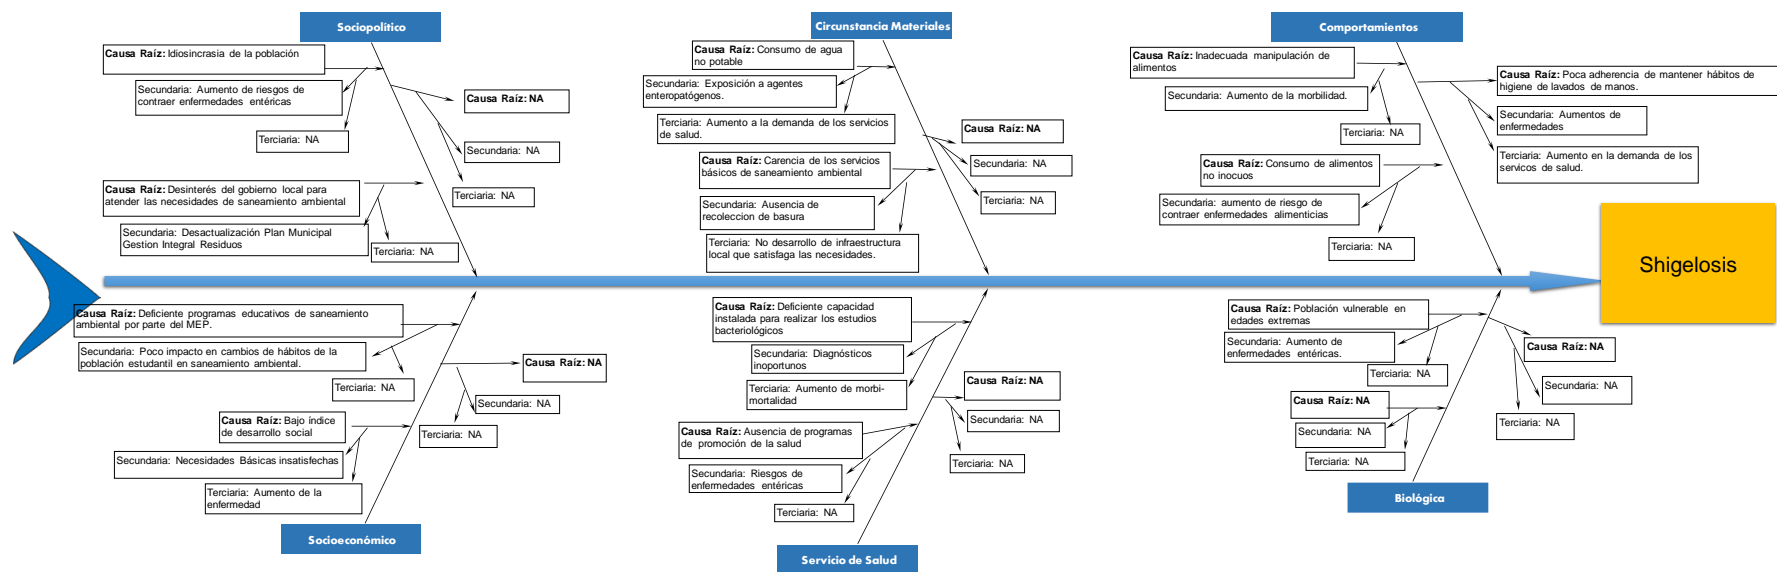 Sociopolítico
Causa Raíz: Idiosincrasia de la población
Secundaria: Aumento de riesgos de
contraer enfermedades entéricas
Terciaria: NA
Causa Raíz: NA
Secundaria: NA
Terciaria: NA
Causa Raíz: Desinterés del gobierno local para
atender las necesidades de saneamiento ambiental
Secundaria: Desactualización Plan Municipal
Gestion Integral Residuos
Terciaria: NA
Circunstancia Materiales
Causa Raíz: Consumo de agua
no potable
Secundaria: Exposición a agentes
enteropatógenos.
Terciaria: Aumento a la demanda de los servicios
de salud.
Causa Raíz: NA
Secundaria: NA
Terciaria: NA
Causa Raíz: Carencia de los servicios
básicos de saneamiento ambiental
Secundaria: Ausencia de
recoleccion de basura
Terciaria: No desarrollo de infraestructura
local que satisfaga las necesidades.
Comportamientos
Causa Raíz: Inadecuada manipulación de
alimentos
Secundaria: Aumento de la morbilidad.
Terciaria: NA
Causa Raíz: Poca adherencia de mantener hábitos de
higiene de lavados de manos.
Secundaria: Aumentos de
enfermedades
Terciaria: Aumento en la demanda de los
servicos de salud.
Causa Raíz: Consumo de alimentos
no inocuos
Secundaria: aumento de riesgo de
contraer enfermedades alimenticias
Terciaria: NA
Shigelosis
Causa Raíz: Deficiente programas educativos de saneamiento
ambiental por parte del MEP.
Secundaria: Poco impacto en cambios de hábitos de la
población estudiantil en saneamiento ambiental.
Terciaria: NA
Causa Raíz: NA
Secundaria: NA
Terciaria: NA
Causa Raíz: Bajo índice
de desarrollo social
Secundaria: Necesidades Básicas insatisfechas
Terciaria: Aumento de la
enfermedad
Socioeconómico
Causa Raíz: Deficiente capacidad
instalada para realizar los estudios
bacteriológicos
Secundaria: Diagnósticos
inoportunos
Terciaria: Aumento de morbi-
mortalidad
Causa Raíz: NA
Secundaria: NA
Terciaria: NA
Causa Raíz: Ausencia de programas
de promoción de la salud
Secundaria: Riesgos de
enfermedades entéricas
Terciaria: NA
Servicio de Salud
Causa Raíz: Población vulnerable en
edades extremas
Secundaria: Aumento de
enfermedades entéricas.
Terciaria: NA
Causa Raíz: NA
Secundaria: NA
Terciaria: NA
Causa Raíz: NA
Secundaria: NA
Terciaria: NA
Biológica